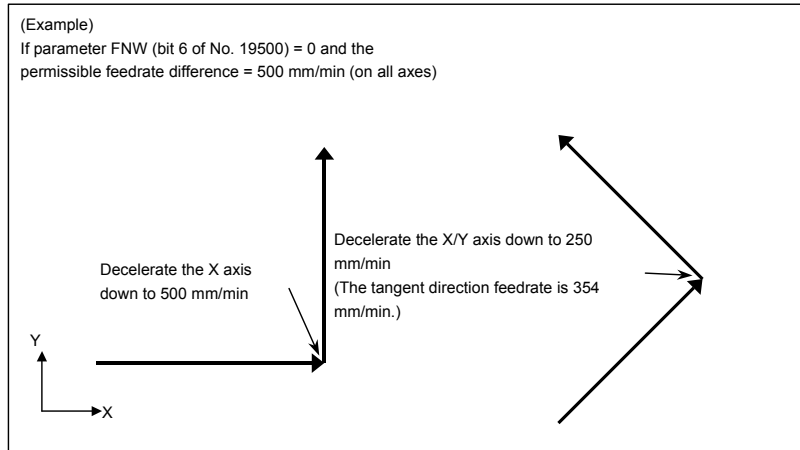 (Example)
If parameter FNW (bit 6 of No. 19500) = 0 and the
permissible feedrate difference = 500 mm/min (on all axes)
Decelerate the X axis
down to 500 mm/min
Decelerate the X/Y axis down to 250
mm/min
(The tangent direction feedrate is 354
mm/min.)
Y
X